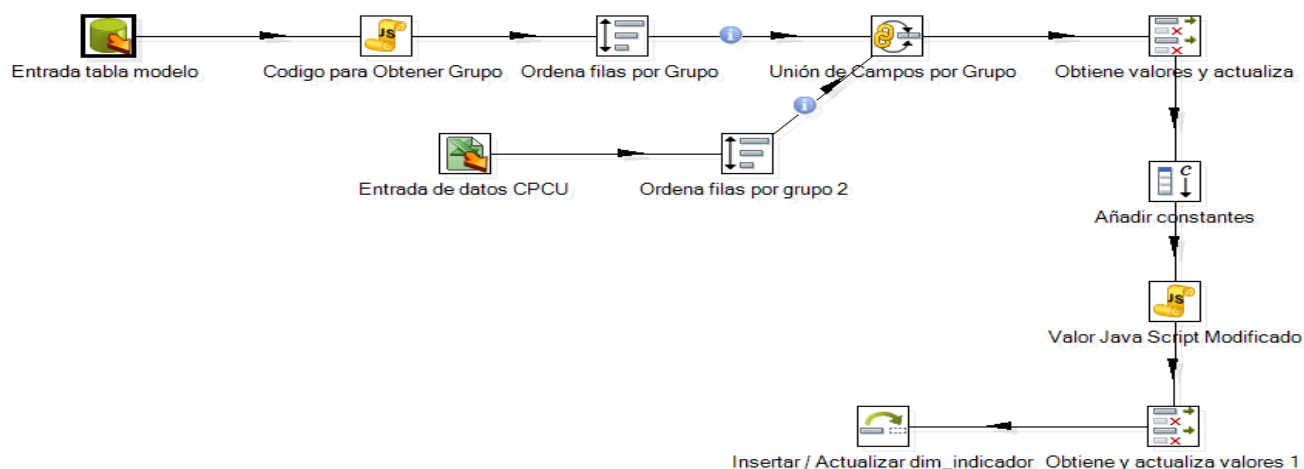 Entrada tabla modelo
Codigo para Obtener Grupo
Ordena filas por Grupo
Unión de Campos por Grupo
Obtiene valores y actualiza
Entrada de datos CPCU
Ordena filas por grupo 2
Añadir constantes
Valor Java Script Modificado
Insertar / Actualizar dim_indicador
Obtiene y actualiza valores 1